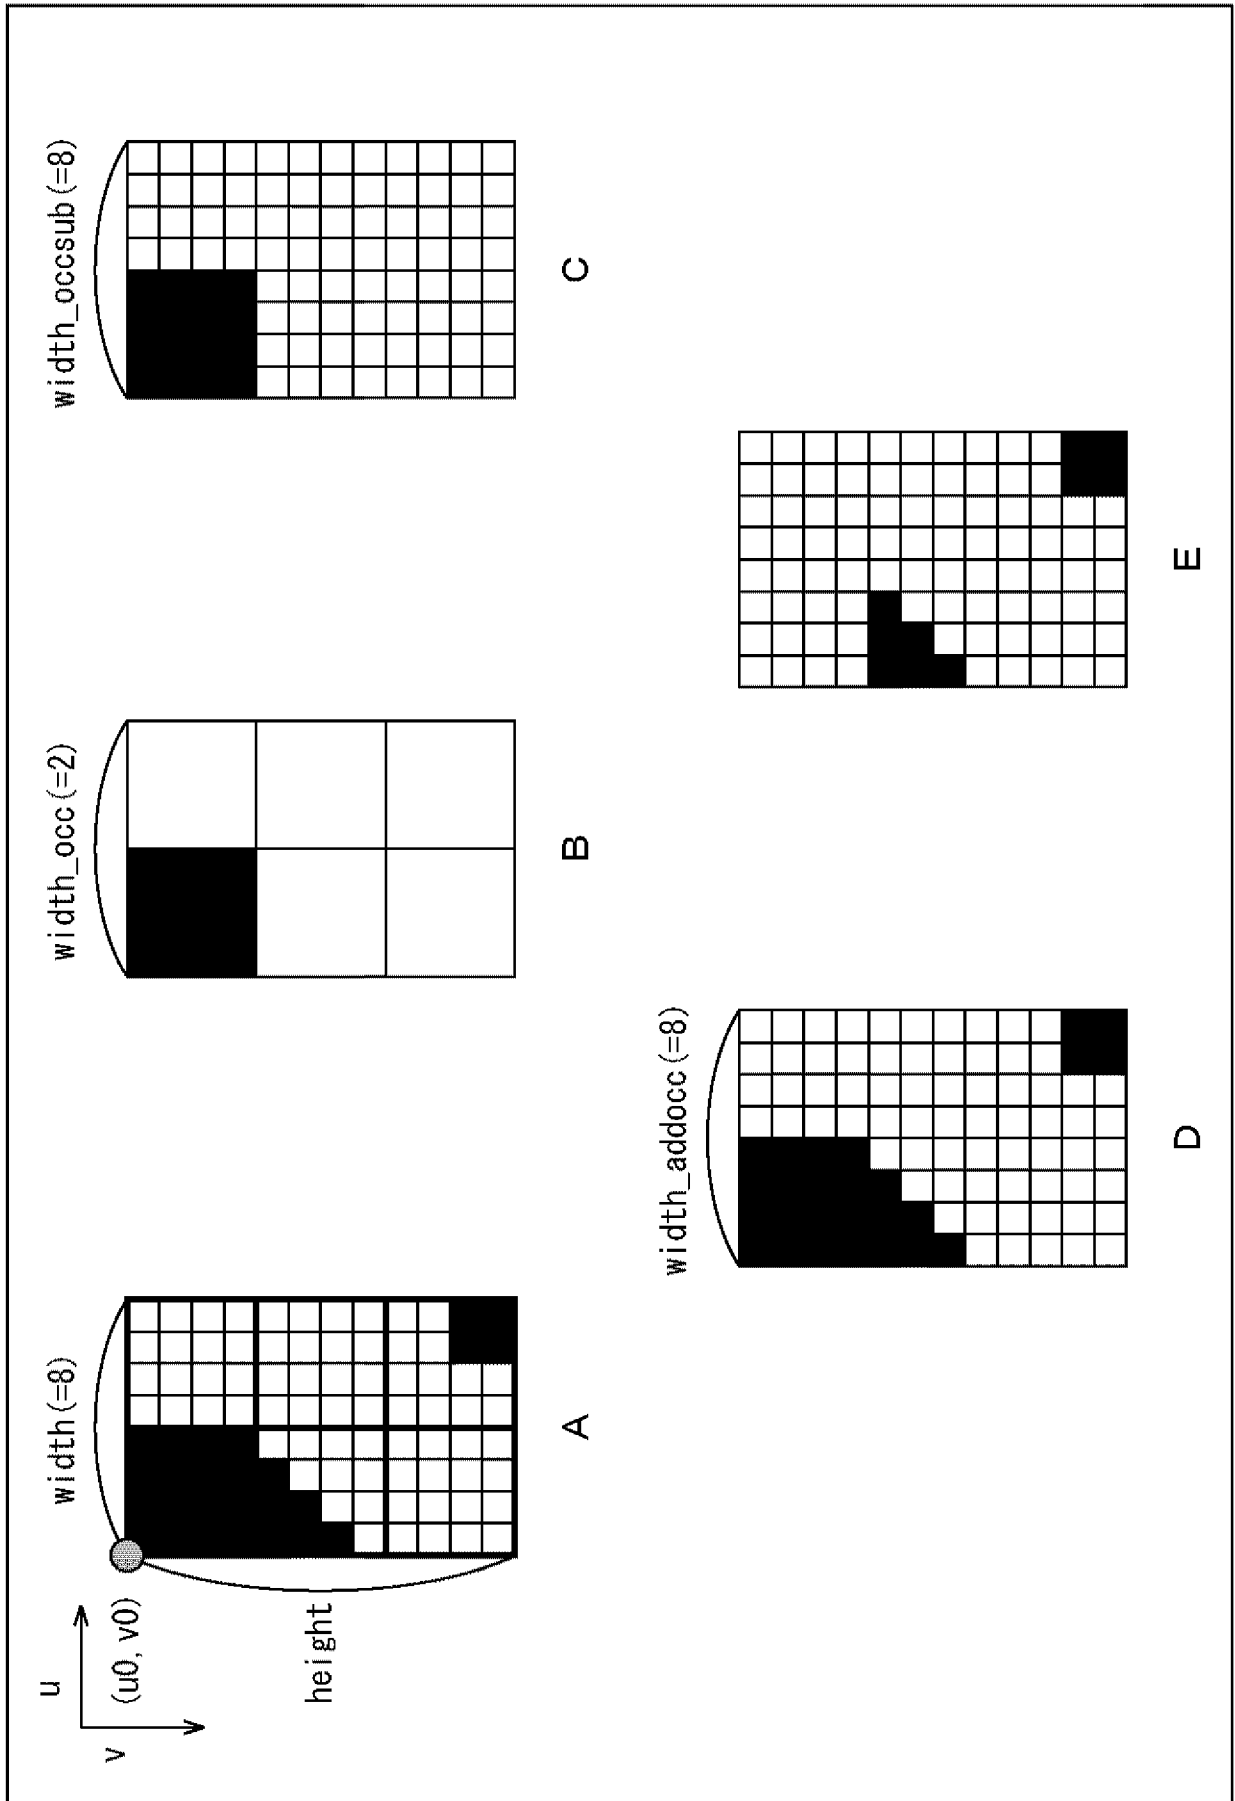 u
v
(u0, v0)
width(=8)
height
A
width_occ(=2)
B
width_occsub(=8)
C
width_addocc(=8)
D
E